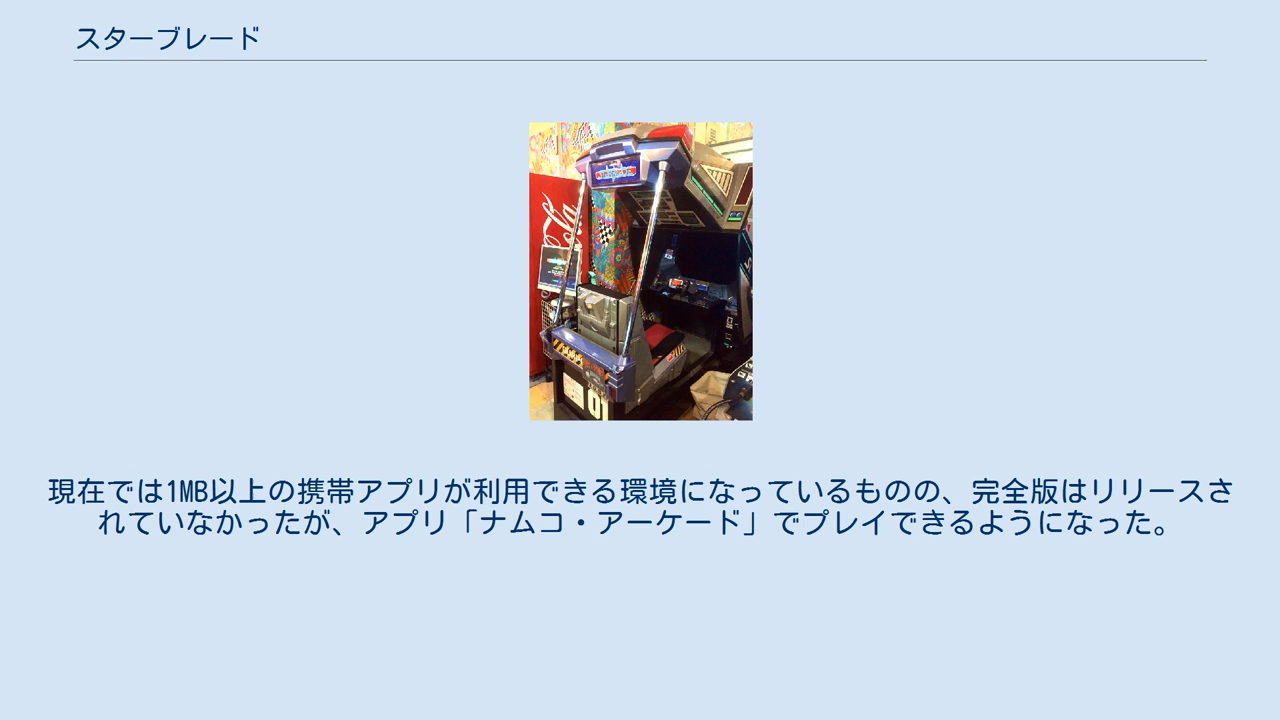 スターブレード
Cola
01
現在では1MB以上の携帯アプリが利用できる環境になっているものの、完全版はリリースさ
れていなかったが、アプリ「ナムコ・アーケード」でプレイできるようになった。